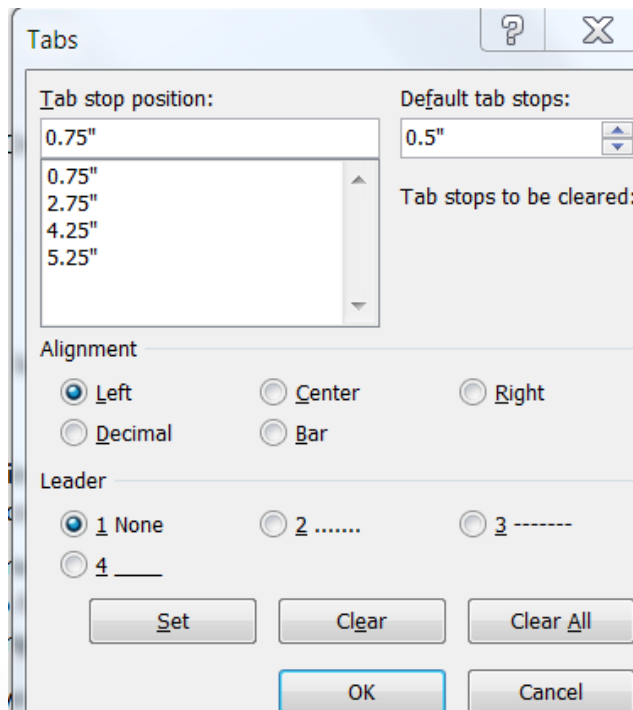 Tabs
Tab stop position:
Default tab stops:
0.75"
0.5"
0.75"
2.75"
4.25"
5.25"
Tab stops to be cleared:
Alignment
Left
Center
Right
Decimal
Bar
Leader
1 None
2 .......
3 -------
4 ____
Set
Clear
Clear All
OK
Cancel